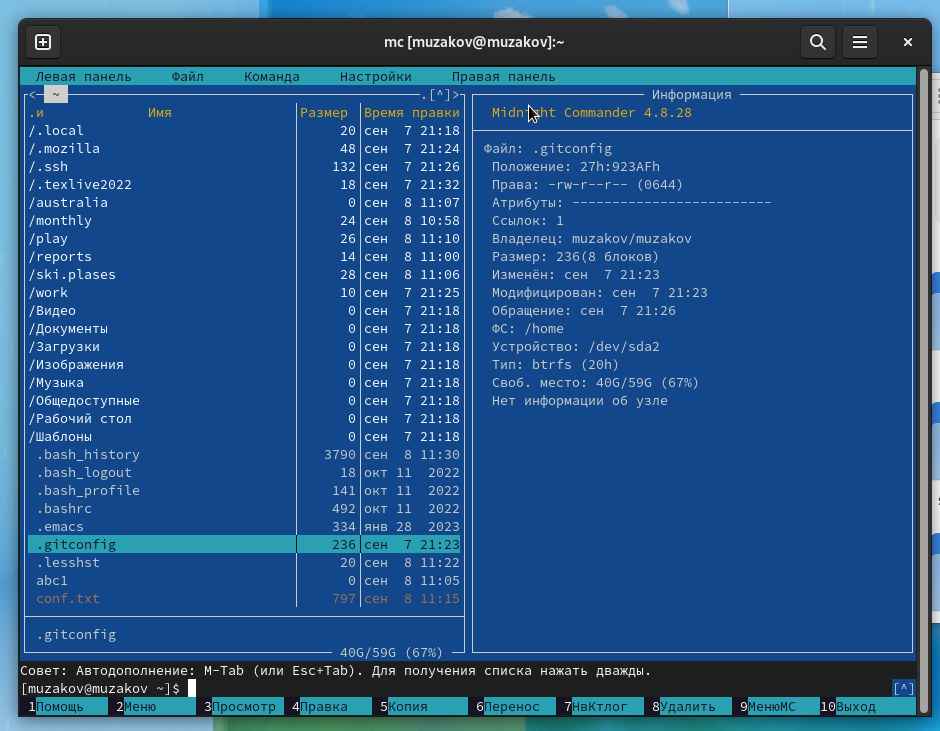 mc [muzakov@muzakov]:~
Левая панель Файл Команда Настройки Правая панель
<─ ~ .[^]>
.и Имя Размер Время правки
/.local 20 сен 7 21:18
/.mozilla 48 сен 7 21:24
/.ssh 132 сен 7 21:26
/.texlive2022 18 сен 7 21:32
/australia 0 сен 8 11:07
/monthly 24 сен 8 10:58
/play 26 сен 8 11:10
/reports 14 сен 8 11:00
/ski.plases 28 сен 8 11:06
/work 10 сен 7 21:25
/Видео 0 сен 7 21:18
/Документы 0 сен 7 21:18
/Загрузки 0 сен 7 21:18
/Изображения 0 сен 7 21:18
/Музыка 0 сен 7 21:18
/Общедоступные 0 сен 7 21:18
/Рабочий стол 0 сен 7 21:18
/Шаблоны 0 сен 7 21:18
.bash_history 3790 сен 8 11:30
.bash_logout 18 окт 11 2022
.bash_profile 141 окт 11 2022
.bashrc 492 окт 11 2022
.emacs 334 янв 28 2023
.gitconfig 236 сен 7 21:23
.lesshst 20 сен 8 11:22
abc1 0 сен 8 11:05
conf.txt 797 сен 8 11:15
.gitconfig
40G/59G (67%)
Информация
Midnight Commander 4.8.28
Файл: .gitconfig
Положение: 27h:923AFh
Права: -rw-r--r-- (0644)
Атрибуты: -------------------------
Ссылок: 1
Владелец: muzakov/muzakov
Размер: 236(8 блоков)
Изменён: сен 7 21:23
Модифицирован: сен 7 21:23
Обращение: сен 7 21:26
ФС: /home
Устройство: /dev/sda2
Тип: btrfs (20h)
Своб. место: 40G/59G (67%)
Нет информации об узле
Совет: Автодополнение: M-Tab (или Esc+Tab). Для получения списка нажать дважды.
[muzakov@muzakov ~]$ [^]
1Помощь 2Меню 3Просмотр 4Правка 5Копия 6Перенос 7НвКтлог 8Удалить 9МенюMC 10Выход